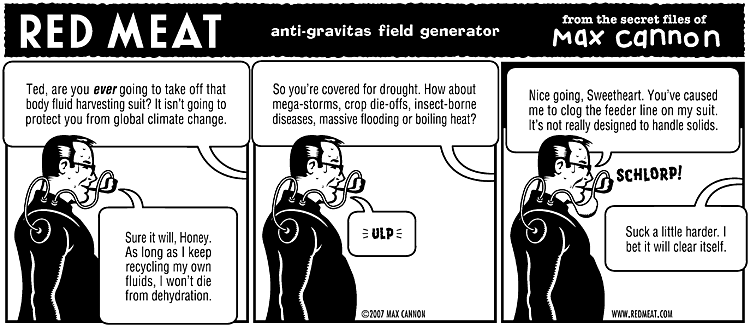 RED MEAT
anti-gravitas field generator
from the secret files of
Max cannon
Ted, are you ever going to take off that
body fluid harvesting suit? It isn't going to
protect you from global climate change.
Sure it will, Honey.
As long as I keep
recycling my own
fluids, I won't die
from dehydration.
So you're covered for drought. How about
mega-storms, crop die-offs, insect-borne
diseases, massive flooding or boiling heat?
ULP
©2007 MAX CANNON
Nice going, Sweetheart. You've caused
me to clog the feeder line on my suit.
It's not really designed to handle solids.
SCHLORP!
Suck a little harder. I
bet it will clear itself.
WWW.REDMEAT.COM